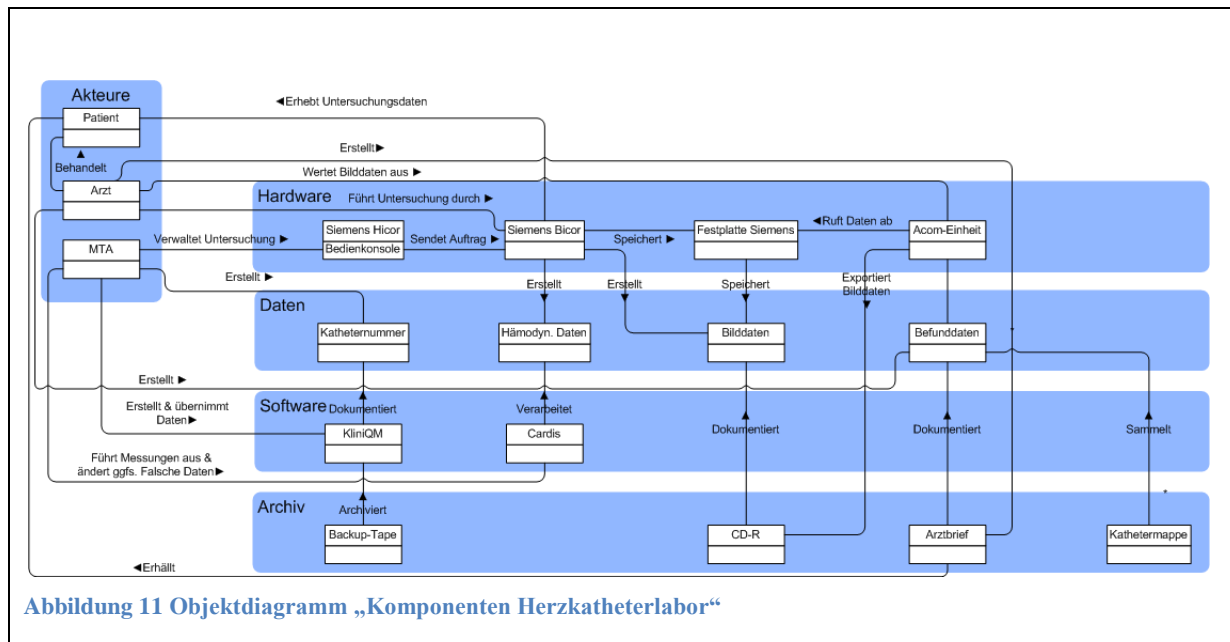 Akteure
Patient
◄Erhebt Untersuchungsdaten
Erstellt►
Behandelt
Wertet Bilddaten aus ►
Arzt
Hardware
Führt Untersuchung durch ►
Siemens Hicor
Siemens Bicor
Festplatte Siemens
◄Ruft Daten ab
Acom-Einheit
MTA
Verwaltet Untersuchung ►
Bedienkonsole
Sendet Auftrag ►
Speichert ►
Erstellt ►
Erstellt
Erstellt
Speichert
Exportiert
Bilddaten
Daten
Katheternummer
Hämodyn. Daten
Bilddaten
Befunddaten
Erstellt ►
Software
Erstellt & übernimmt
Daten►
Dokumentiert
Verarbeitet
KliniQM
Cardis
Dokumentiert
Dokumentiert
Sammelt
Führt Messungen aus &
ändert ggfs. Falsche Daten►
Archiv
Archiviert
Backup-Tape
CD-R
Arztbrief
Kathetermappe
◄Erhällt
Abbildung 11 Objektdiagramm „Komponenten Herzkatheterlabor“